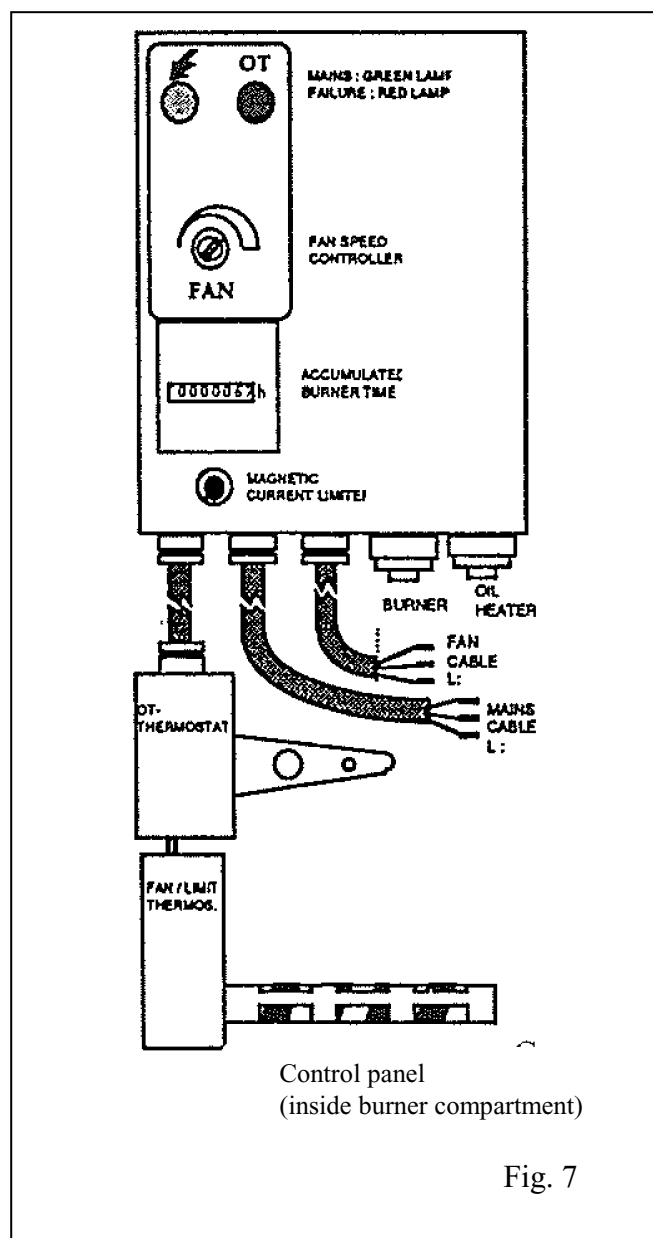 OT
MAINS : GREEN LAMP
FAILURE : RED LAMP
FAN SPEED
CONTROLLER
FAN
ACCUMULATED
BURNER TIME
h
MAGNETIC
CURRENT LIMITER
BURNER
OIL
HEATER
FAN
CABLE
L:
MAINS
CABLE
L :
OT-
THERMOSTAT
FAN / LIMIT
THERMOS.
Control panel
(inside burner compartment)
Fig. 7